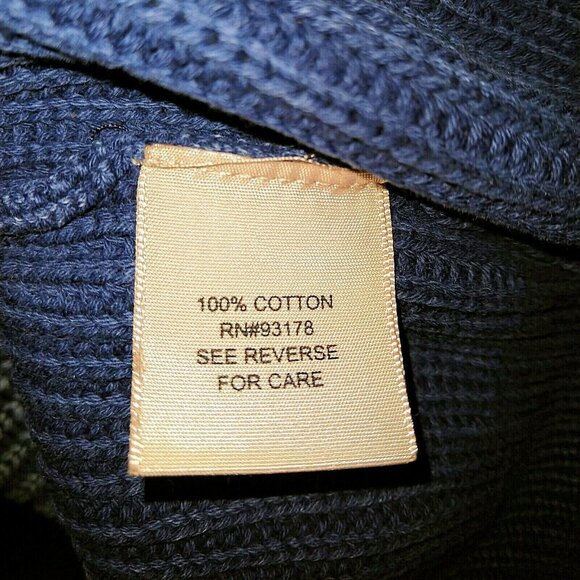 100% COTTON
RN#93178
SEE REVERSE
FOR CARE